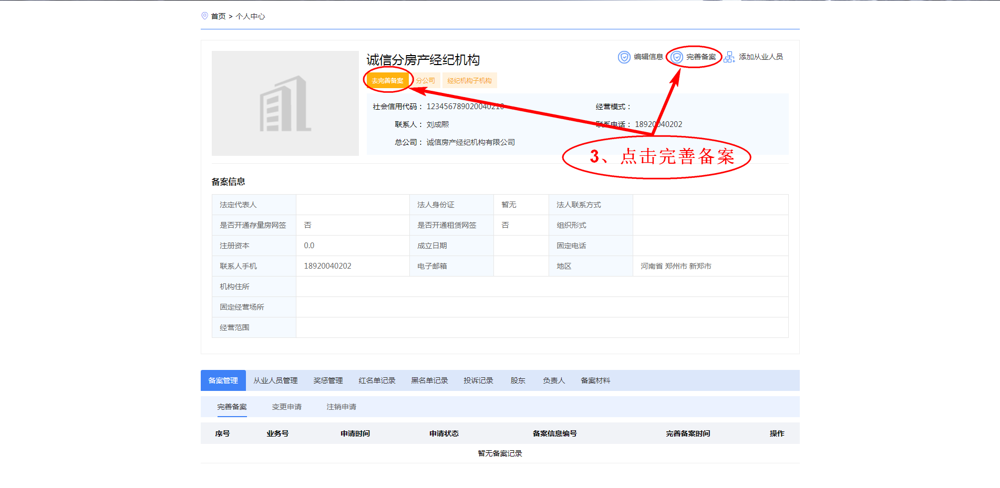 首页 > 个人中心
诚信分房产经纪机构
编辑信息 完善备案 添加从业人员
去完善备案 分公司 经纪机构子机构
社会信用代码： 123456789020040210 经营模式：
联系人： 刘成熙 联系电话： 18920040202
总公司： 诚信房产经纪机构有限公司
3、点击完善备案
备案信息
法定代表人 法人身份证 暂无 法人联系方式
是否开通存量房网签 否 是否开通租赁网签 否 组织形式
注册资本 0.0 成立日期 固定电话
联系人手机 18920040202 电子邮箱 地区 河南省 郑州市 新郑市
机构住所
固定经营场所
经营范围
备案管理 从业人员管理 奖惩管理 红名单记录 黑名单记录 投诉记录 股东 负责人 备案材料
完善备案 变更申请 注销申请
序号 业务号 申请时间 申请状态 备案信息编号 完善备案时间 操作
暂无备案记录